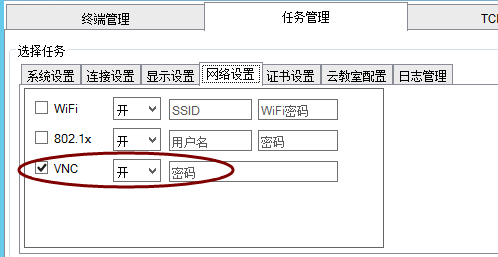 终端管理 任务管理 TC
选择任务
系统设置 连接设置 显示设置 网络设置 证书设置 云教室配置 日志管理
WiFi 开 SSID WiFi密码
802.1x 开 用户名 密码
VNC 开 密码